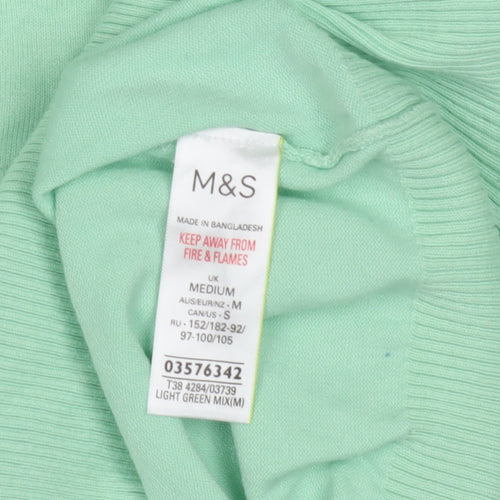 M&S
MADE IN BANGLADESH
KEEP AWAY FROM
FIRE & FLAMES
UK
MEDIUM
AUS/EUR/NZ - M
CAN/US - S
RU - 152/182-92/
97-100/105
03576342
T38 4284/03739
LIGHT GREEN MIX(M)